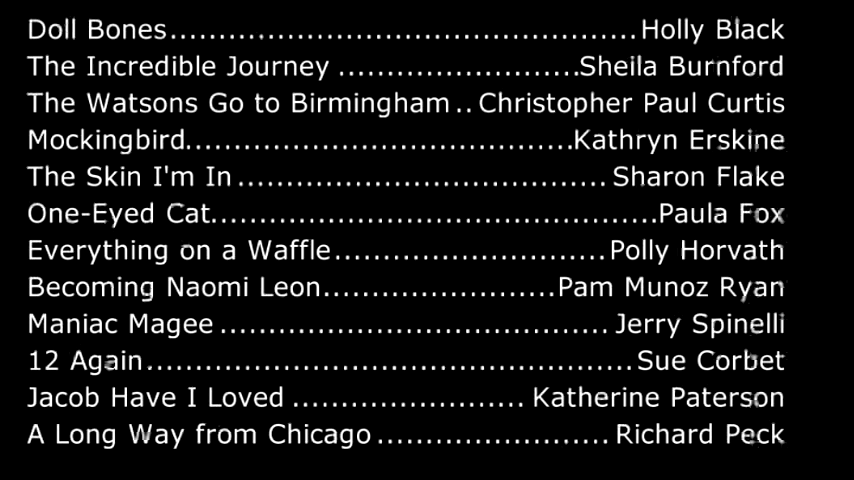 Doll Bones................................................Holly Black
The Incredible Journey .........................Sheila Burnford
The Watsons Go to Birmingham .. Christopher Paul Curtis
Mockingbird.......................................Kathryn Erskine
The Skin I'm In ...................................... Sharon Flake
One-Eyed Cat.............................................Paula Fox
Everything on a Waffle............................Polly Horvath
Becoming Naomi Leon........................Pam Munoz Ryan
Maniac Magee ........................................ Jerry Spinelli
12 Again.................................................. Sue Corbet
Jacob Have I Loved ........................ Katherine Paterson
A Long Way from Chicago ........................ Richard Peck